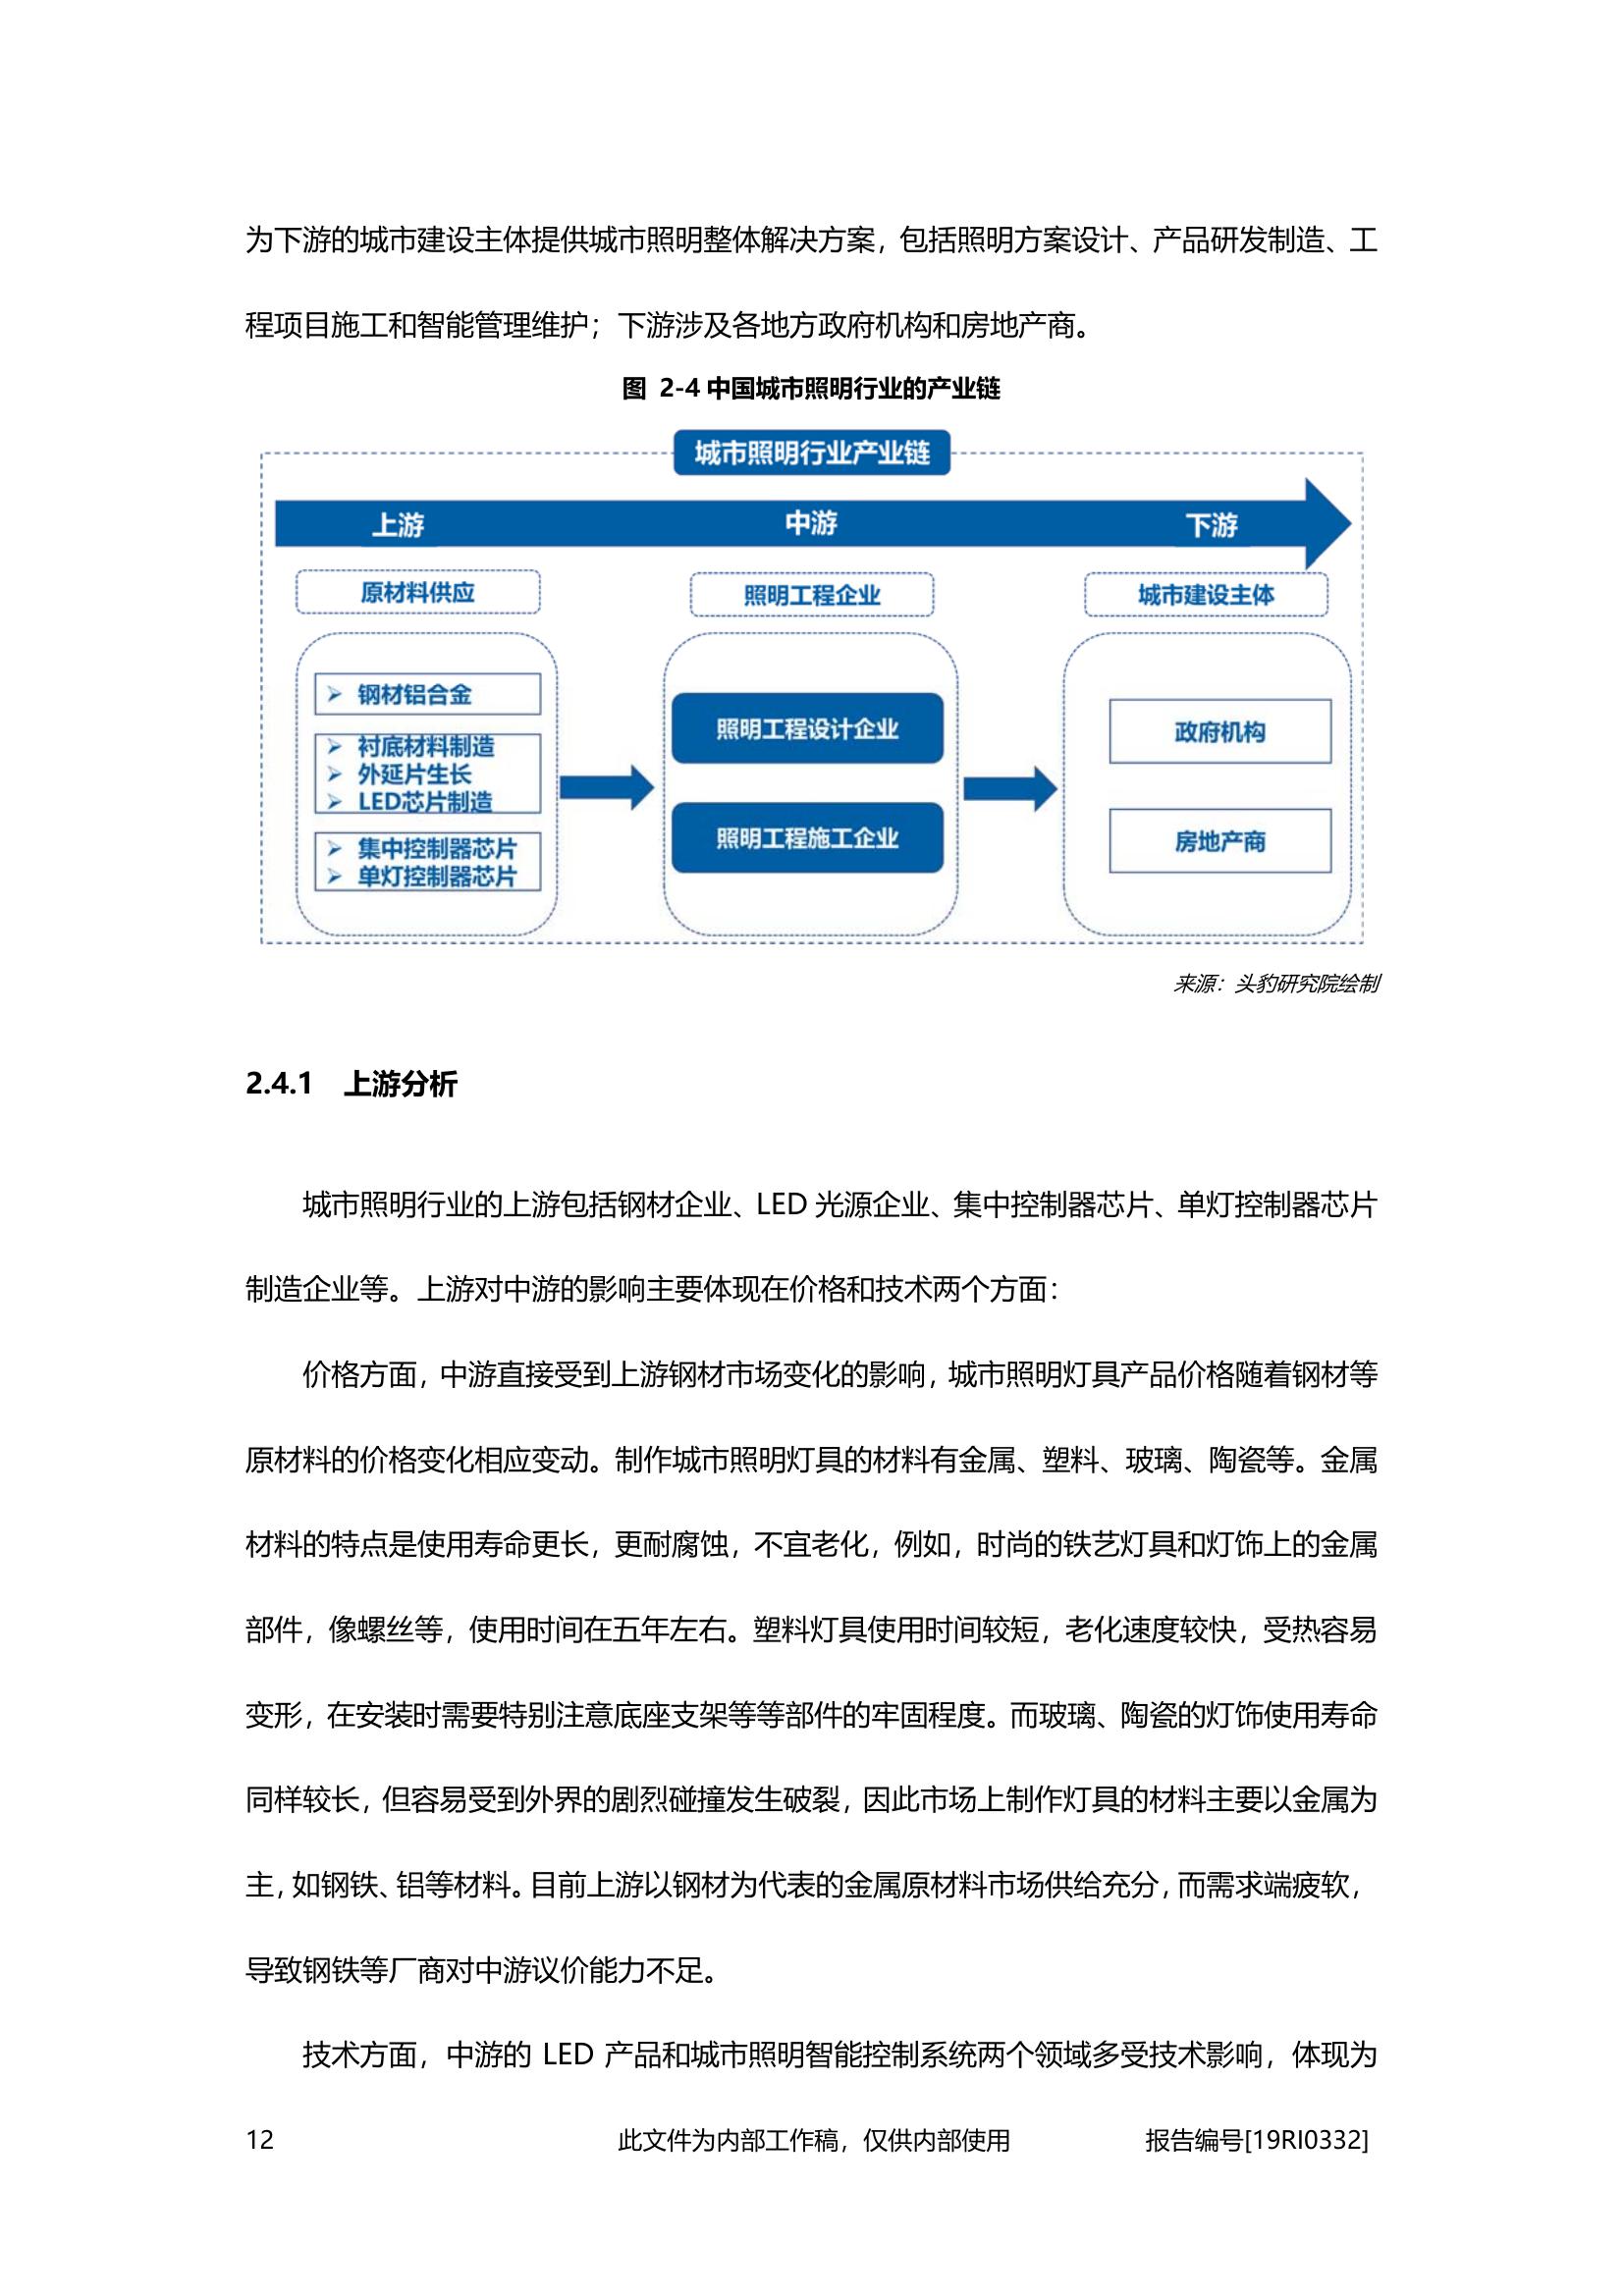 为下游的城市建设主体提供城市照明整体解决方案，包括照明方案设计、产品研发制造、工
程项目施工和智能管理维护；下游涉及各地方政府机构和房地产商。
图 2-4 中国城市照明行业的产业链
城市照明行业产业链
上游
中游
下游
原材料供应
照明工程企业
城市建设主体
➢ 钢材铝合金
➢ 衬底材料制造
➢ 外延片生长
➢ LED芯片制造
➢ 集中控制器芯片
➢ 单灯控制器芯片
照明工程设计企业
照明工程施工企业
政府机构
房地产商
来源：头豹研究院绘制
2.4.1 上游分析
城市照明行业的上游包括钢材企业、LED 光源企业、集中控制器芯片、单灯控制器芯片
制造企业等。上游对中游的影响主要体现在价格和技术两个方面：
价格方面，中游直接受到上游钢材市场变化的影响，城市照明灯具产品价格随着钢材等
原材料的价格变化相应变动。制作城市照明灯具的材料有金属、塑料、玻璃、陶瓷等。金属
材料的特点是使用寿命更长，更耐腐蚀，不宜老化，例如，时尚的铁艺灯具和灯饰上的金属
部件，像螺丝等，使用时间在五年左右。塑料灯具使用时间较短，老化速度较快，受热容易
变形，在安装时需要特别注意底座支架等等部件的牢固程度。而玻璃、陶瓷的灯饰使用寿命
同样较长，但容易受到外界的剧烈碰撞发生破裂，因此市场上制作灯具的材料主要以金属为
主，如钢铁、铝等材料。目前上游以钢材为代表的金属原材料市场供给充分，而需求端疲软，
导致钢铁等厂商对中游议价能力不足。
技术方面，中游的 LED 产品和城市照明智能控制系统两个领域多受技术影响，体现为
12 此文件为内部工作稿，仅供内部使用 报告编号[19RI0332]